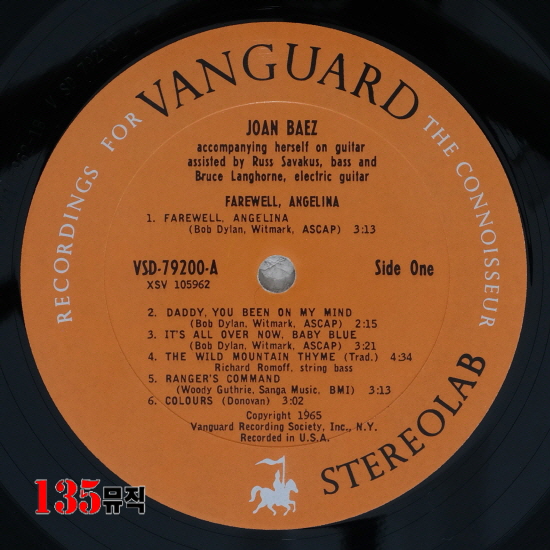 RECORDINGS FOR VANGUARD THE CONNOISSEUR
JOAN BAEZ
accompanying herself on guitar
assisted by Russ Savakus, bass and
Bruce Langhorne, electric guitar
FAREWELL, ANGELINA
1. FAREWELL, ANGELINA
(Bob Dylan, Witmark, ASCAP) 3:13
VSD-79200-A Side One
XSV 105962
2. DADDY, YOU BEEN ON MY MIND
(Bob Dylan, Witmark, ASCAP) 2:15
3. IT'S ALL OVER NOW, BABY BLUE
(Bob Dylan, Witmark, ASCAP) 3:21
4. THE WILD MOUNTAIN THYME (Trad.) 4:34
Richard Romoff, string bass
5. RANGER'S COMMAND
(Woody Guthrie, Sanga Music, BMI) 3:13
6. COLOURS (Donovan) 3:02
Copyright 1965
Vanguard Recording Society, Inc., N.Y.
Recorded in U.S.A.
STEREOLAB
135뮤직